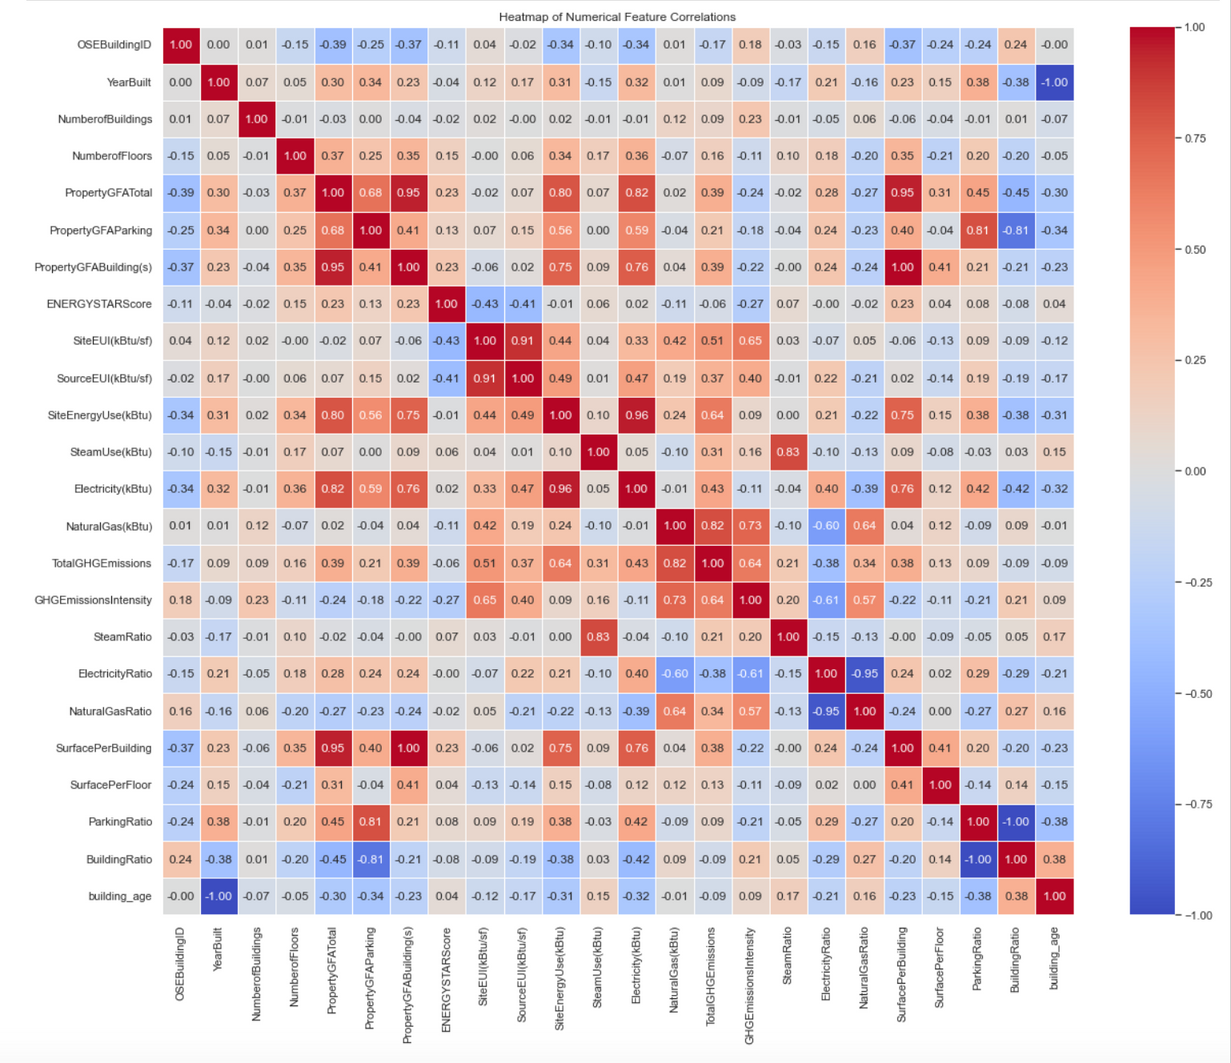 Heatmap of Numerical Feature Correlations
OSEBuildingID 1.00 0.00 0.01 -0.15 -0.39 -0.25 -0.37 -0.11 0.04 -0.02 -0.34 -0.10 -0.34 0.01 -0.17 0.18 -0.03 -0.15 0.16 -0.37 -0.24 -0.24 0.24 -0.00
YearBuilt 0.00 1.00 0.07 0.05 0.30 0.34 0.23 -0.04 0.12 0.17 0.31 -0.15 0.32 0.01 0.09 -0.09 -0.17 0.21 -0.16 0.23 0.15 0.38 -0.38 -1.00
NumberofBuildings 0.01 0.07 1.00 -0.01 -0.03 0.00 -0.04 -0.02 0.02 -0.00 0.02 -0.01 -0.01 0.12 0.09 0.23 -0.01 -0.05 0.06 -0.06 -0.04 -0.01 0.01 -0.07
NumberofFloors -0.15 0.05 -0.01 1.00 0.37 0.25 0.35 0.15 -0.00 0.06 0.34 0.17 0.36 -0.07 0.16 -0.11 0.10 0.18 -0.20 0.35 -0.21 0.20 -0.20 -0.05
PropertyGFATotal -0.39 0.30 -0.03 0.37 1.00 0.68 0.95 0.23 -0.02 0.07 0.80 0.07 0.82 0.02 0.39 -0.24 -0.02 0.28 -0.27 0.95 0.31 0.45 -0.45 -0.30
PropertyGFAParking -0.25 0.34 0.00 0.25 0.68 1.00 0.41 0.13 0.07 0.15 0.56 0.00 0.59 -0.04 0.21 -0.18 -0.04 0.24 -0.23 0.40 -0.04 0.81 -0.81 -0.34
PropertyGFABuilding(s) -0.37 0.23 -0.04 0.35 0.95 0.41 1.00 0.23 -0.06 0.02 0.75 0.09 0.76 0.04 0.39 -0.22 -0.00 0.24 -0.24 1.00 0.41 0.21 -0.21 -0.23
ENERGYSTARScore -0.11 -0.04 -0.02 0.15 0.23 0.13 0.23 1.00 -0.43 -0.41 -0.01 0.06 0.02 -0.11 -0.06 -0.27 0.07 -0.00 -0.02 0.23 0.04 0.08 -0.08 0.04
SiteEUI(kBtu/sf) 0.04 0.12 0.02 -0.00 -0.02 0.07 -0.06 -0.43 1.00 0.91 0.44 0.04 0.33 0.42 0.51 0.65 0.03 -0.07 0.05 -0.06 -0.13 0.09 -0.09 -0.12
SourceEUI(kBtu/sf) -0.02 0.17 -0.00 0.06 0.07 0.15 0.02 -0.41 0.91 1.00 0.49 0.01 0.47 0.19 0.37 0.40 -0.01 0.22 -0.21 0.02 -0.14 0.19 -0.19 -0.17
SiteEnergyUse(kBtu) -0.34 0.31 0.02 0.34 0.80 0.56 0.75 -0.01 0.44 0.49 1.00 0.10 0.96 0.24 0.64 0.09 0.00 0.21 -0.22 0.75 0.15 0.38 -0.38 -0.31
SteamUse(kBtu) -0.10 -0.15 -0.01 0.17 0.07 0.00 0.09 0.06 0.04 0.01 0.10 1.00 0.05 -0.10 0.31 0.16 0.83 -0.10 -0.13 0.09 -0.08 -0.03 0.03 0.15
Electricity(kBtu) -0.34 0.32 -0.01 0.36 0.82 0.59 0.76 0.02 0.33 0.47 0.96 0.05 1.00 -0.01 0.43 -0.11 -0.04 0.40 -0.39 0.76 0.12 0.42 -0.42 -0.32
NaturalGas(kBtu) 0.01 0.01 0.12 -0.07 0.02 -0.04 0.04 -0.11 0.42 0.19 0.24 -0.10 -0.01 1.00 0.82 0.73 -0.10 -0.60 0.64 0.04 0.12 -0.09 0.09 -0.01
TotalGHGEmissions -0.17 0.09 0.09 0.16 0.39 0.21 0.39 -0.06 0.51 0.37 0.64 0.31 0.43 0.82 1.00 0.64 0.21 -0.38 0.34 0.38 0.13 0.09 -0.09 -0.09
GHGEmissionsIntensity 0.18 -0.09 0.23 -0.11 -0.24 -0.18 -0.22 -0.27 0.65 0.40 0.09 0.16 -0.11 0.73 0.64 1.00 0.20 -0.61 0.57 -0.22 -0.11 -0.21 0.21 0.09
SteamRatio -0.03 -0.17 -0.01 0.10 -0.02 -0.04 -0.00 0.07 0.03 -0.01 0.00 0.83 -0.04 -0.10 0.21 0.20 1.00 -0.15 -0.13 -0.00 -0.09 -0.05 0.05 0.17
ElectricityRatio -0.15 0.21 -0.05 0.18 0.28 0.24 0.24 -0.00 -0.07 0.22 0.21 -0.10 0.40 -0.60 -0.38 -0.61 -0.15 1.00 -0.95 0.24 0.02 0.29 -0.29 -0.21
NaturalGasRatio 0.16 -0.16 0.06 -0.20 -0.27 -0.23 -0.24 -0.02 0.05 -0.21 -0.22 -0.13 -0.39 0.64 0.34 0.57 -0.13 -0.95 1.00 -0.24 0.00 -0.27 0.27 0.16
SurfacePerBuilding -0.37 0.23 -0.06 0.35 0.95 0.40 1.00 0.23 -0.06 0.02 0.75 0.09 0.76 0.04 0.38 -0.22 -0.00 0.24 -0.24 1.00 0.41 0.20 -0.20 -0.23
SurfacePerFloor -0.24 0.15 -0.04 -0.21 0.31 -0.04 0.41 0.04 -0.13 -0.14 0.15 -0.08 0.12 0.12 0.13 -0.11 -0.09 0.02 0.00 0.41 1.00 -0.14 0.14 -0.15
ParkingRatio -0.24 0.38 -0.01 0.20 0.45 0.81 0.21 0.08 0.09 0.19 0.38 -0.03 0.42 -0.09 0.09 -0.21 -0.05 0.29 -0.27 0.20 -0.14 1.00 -1.00 -0.38
BuildingRatio 0.24 -0.38 0.01 -0.20 -0.45 -0.81 -0.21 -0.08 -0.09 -0.19 -0.38 0.03 -0.42 0.09 -0.09 0.21 0.05 -0.29 0.27 -0.20 0.14 -1.00 1.00 0.38
building_age -0.00 -1.00 -0.07 -0.05 -0.30 -0.34 -0.23 0.04 -0.12 -0.17 -0.31 0.15 -0.32 -0.01 -0.09 0.09 0.17 -0.21 0.16 -0.23 -0.15 -0.38 0.38 1.00
OSEBuildingID
YearBuilt
NumberofBuildings
NumberofFloors
PropertyGFATotal
PropertyGFAParking
PropertyGFABuilding(s)
ENERGYSTARScore
SiteEUI(kBtu/sf)
SourceEUI(kBtu/sf)
SiteEnergyUse(kBtu)
SteamUse(kBtu)
Electricity(kBtu)
NaturalGas(kBtu)
TotalGHGEmissions
GHGEmissionsIntensity
SteamRatio
ElectricityRatio
NaturalGasRatio
SurfacePerBuilding
SurfacePerFloor
ParkingRatio
BuildingRatio
building_age
1.00
0.75
0.50
0.25
0.00
−0.25
−0.50
−0.75
−1.00